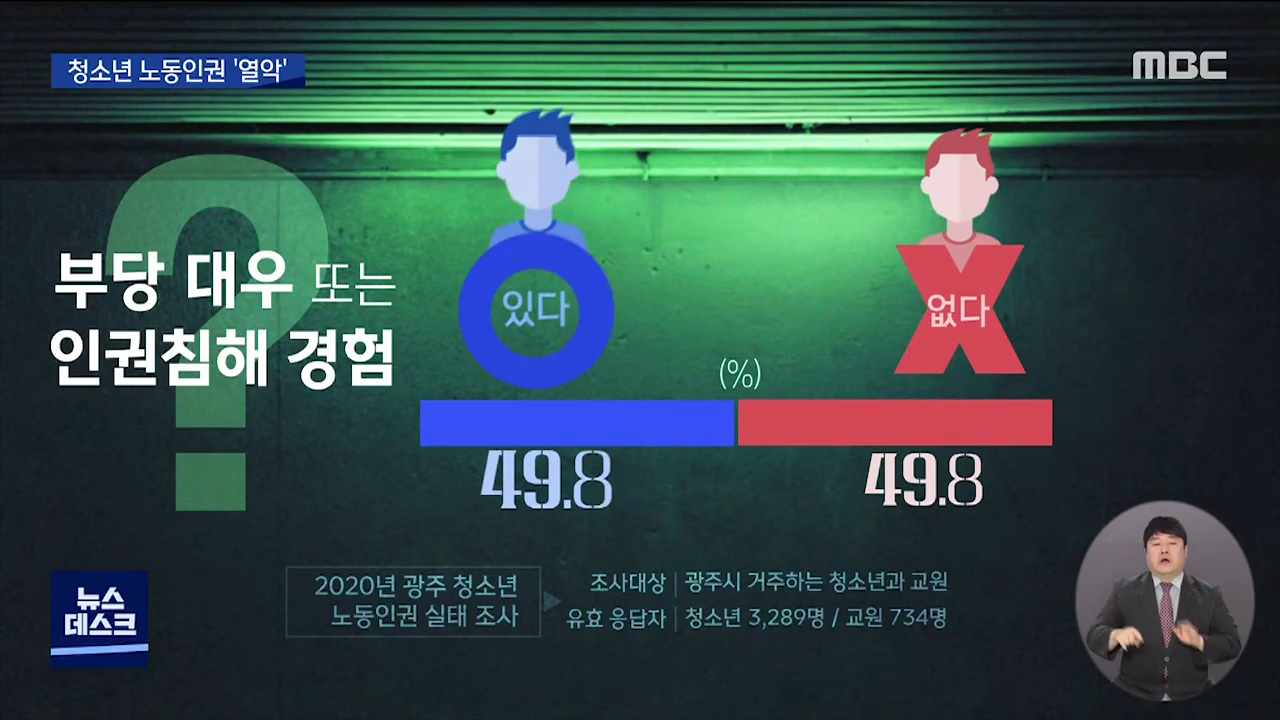 청소년 노동인권 '열악'
MBC
부당 대우 또는
인권침해 경험
?
있다
없다
(%)
49.8
49.8
2020년 광주 청소년
노동인권 실태 조사
조사대상 | 광주시 거주하는 청소년과 교원
유효 응답자 | 청소년 3,289명 / 교원 734명
뉴스
데스크